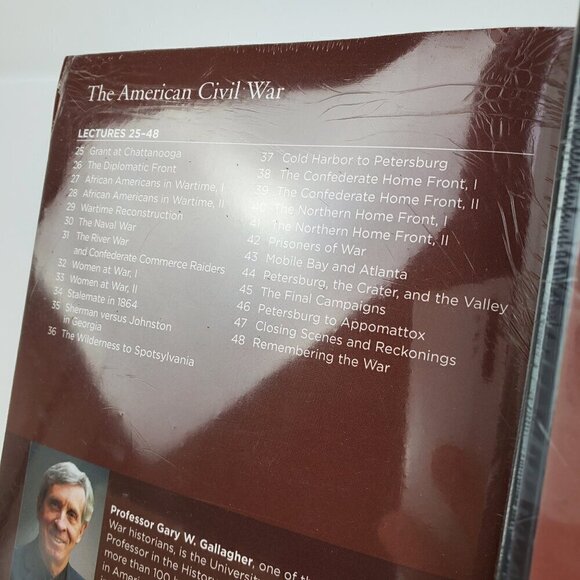 The American Civil War
LECTURES 25–48
25 Grant at Chattanooga
26 The Diplomatic Front
27 African Americans in Wartime, I
28 African Americans in Wartime, II
29 Wartime Reconstruction
30 The Naval War
31 The River War
and Confederate Commerce Raiders
32 Women at War, I
33 Women at War, II
34 Stalemate in 1864
35 Sherman versus Johnston
in Georgia
36 The Wilderness to Spotsylvania
37 Cold Harbor to Petersburg
38 The Confederate Home Front, I
39 The Confederate Home Front, II
40 The Northern Home Front, I
41 The Northern Home Front, II
42 Prisoners of War
43 Mobile Bay and Atlanta
44 Petersburg, the Crater, and the Valley
45 The Final Campaigns
46 Petersburg to Appomattox
47 Closing Scenes and Reckonings
48 Remembering the War
Professor Gary W. Gallagher, one of the
War historians, is the
Professor in the
more than 100
in